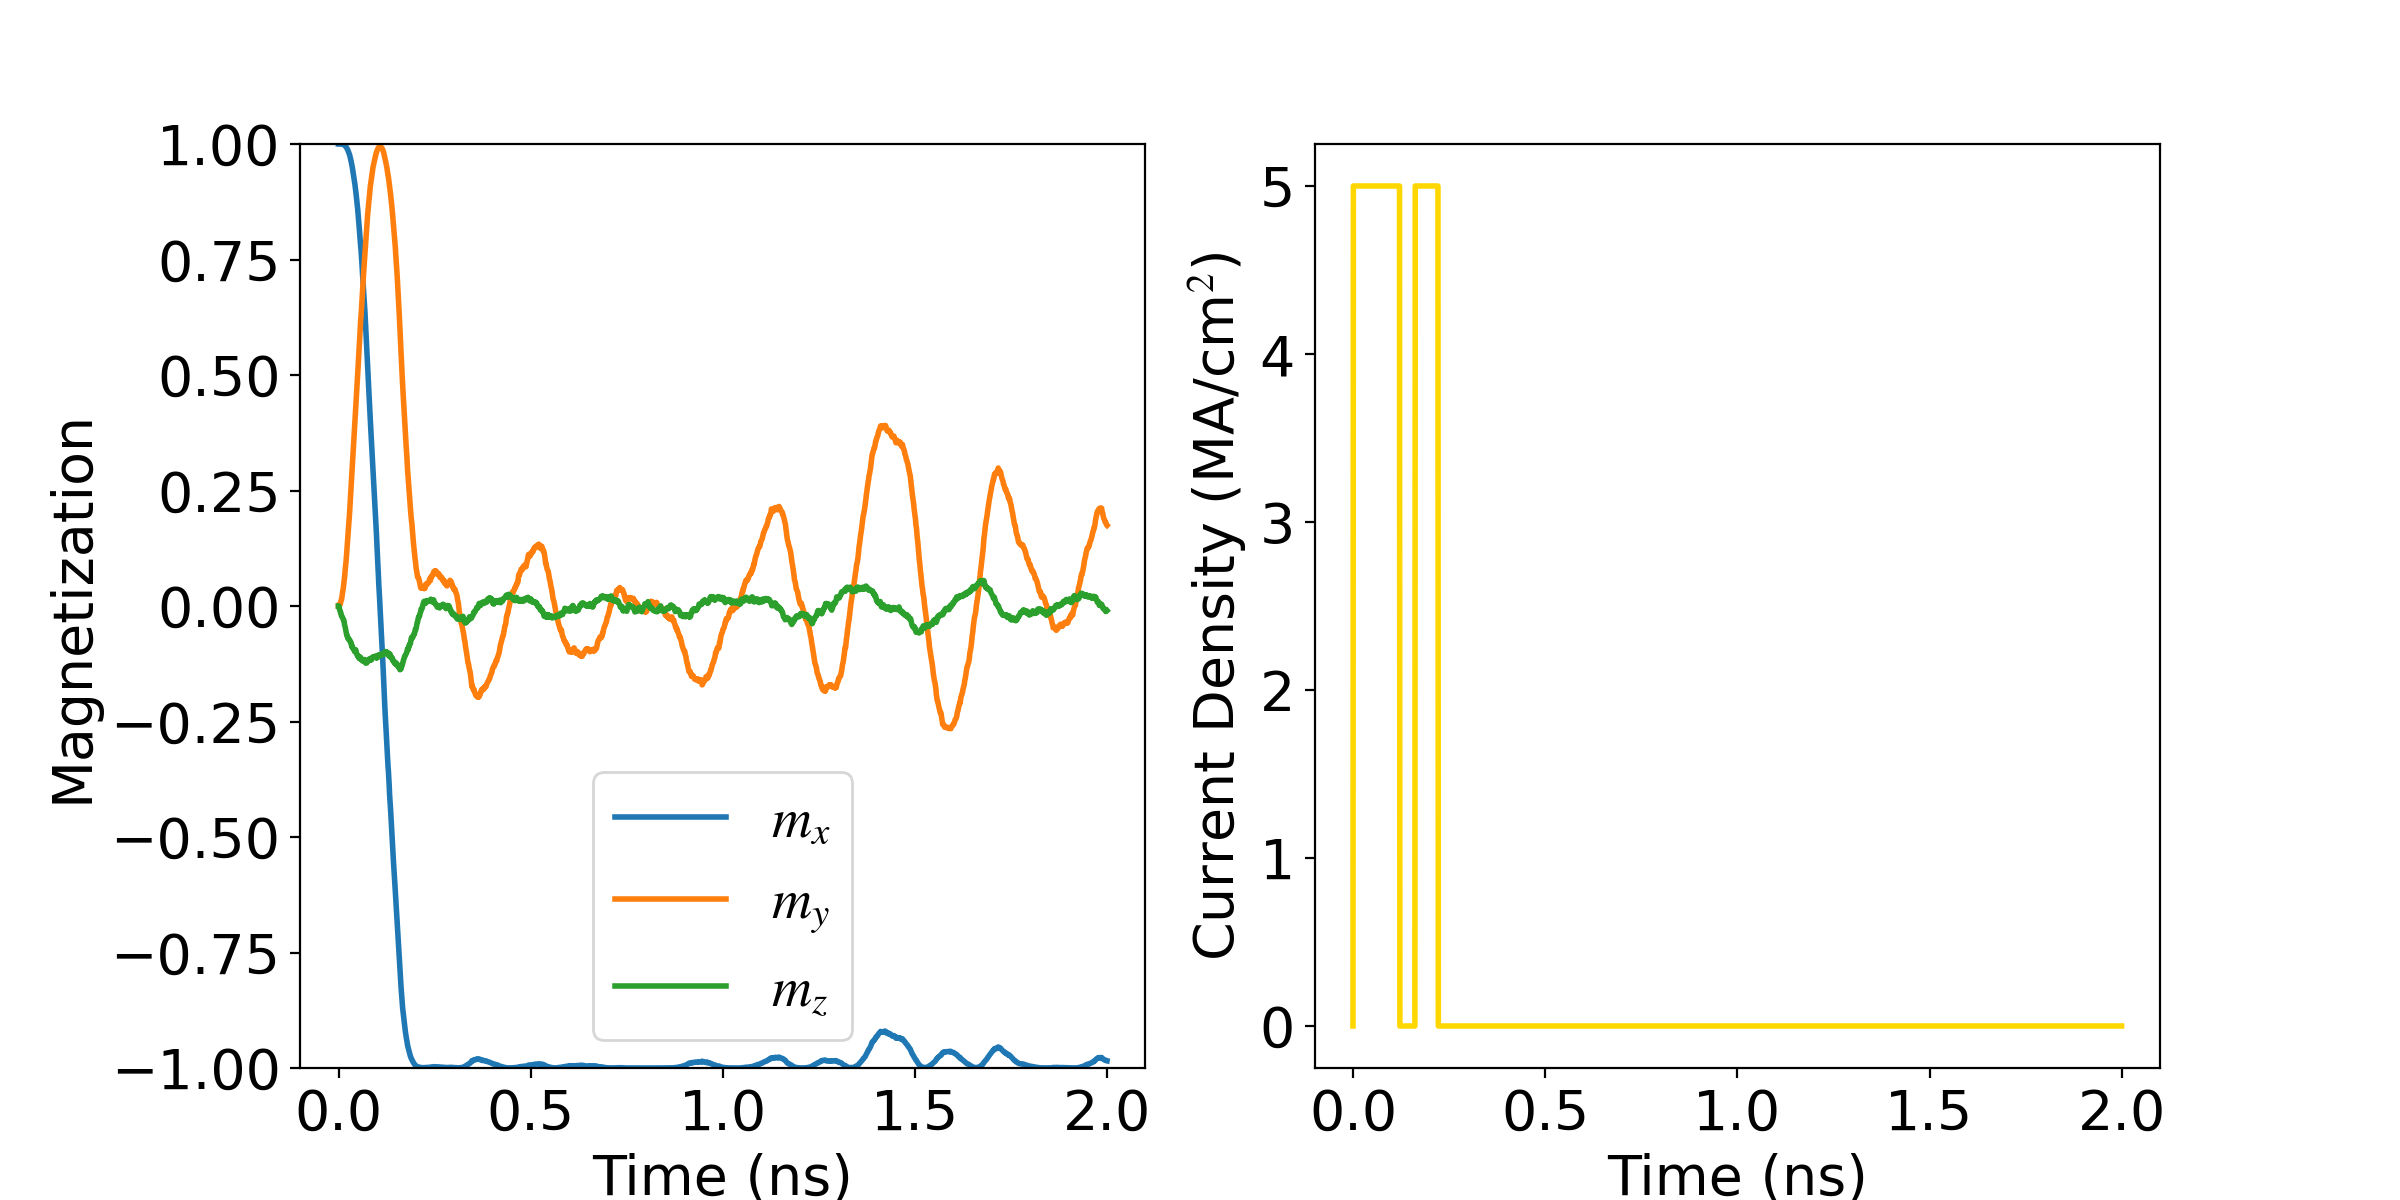 1.00
0.75
0.50
0.25
0.00
−0.25
−0.50
−0.75
−1.00
Magnetization
0.0 0.5 1.0 1.5 2.0
Time (ns)
m_x
m_y
m_z
5
4
3
2
1
0
Current Density (MA/cm²)
0.0 0.5 1.0 1.5 2.0
Time (ns)